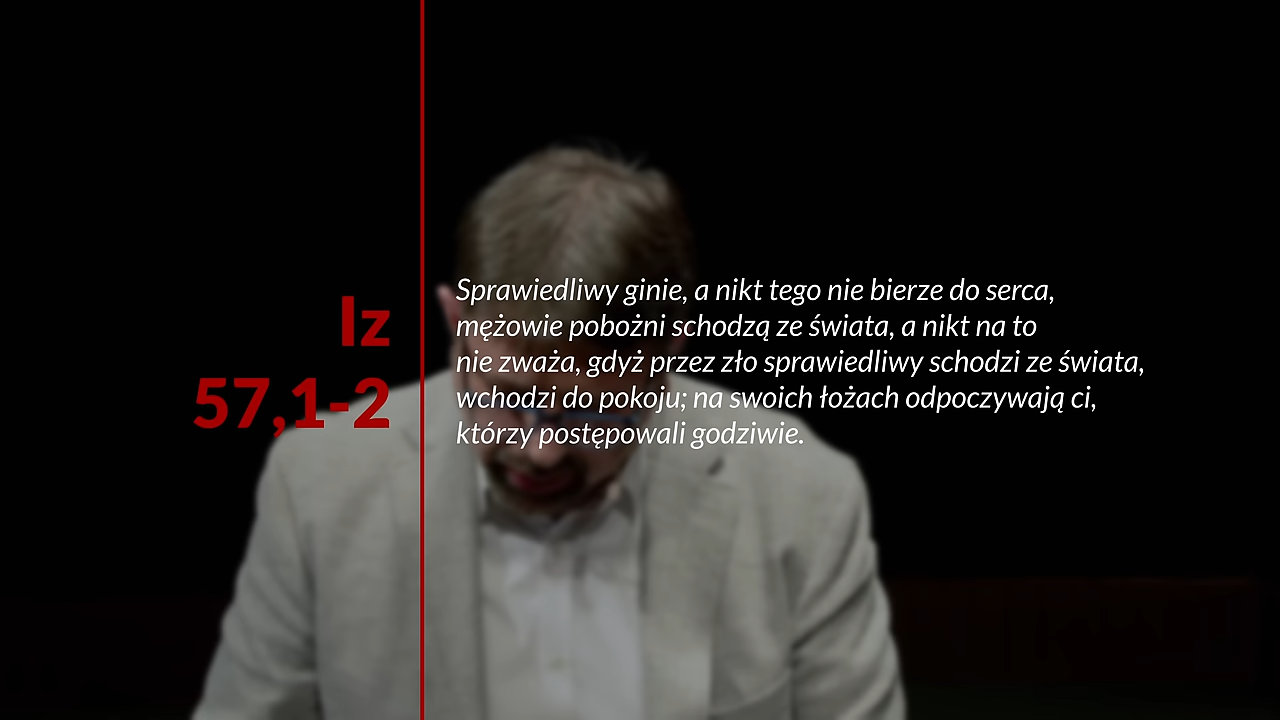 Iz
57,1-2
Sprawiedliwy ginie, a nikt tego nie bierze do serca,
mężowie pobożni schodzą ze świata, a nikt na to
nie zważa, gdyż przez zło sprawiedliwy schodzi ze świata,
wchodzi do pokoju; na swoich łożach odpoczywają ci,
którzy postępowali godziwie.